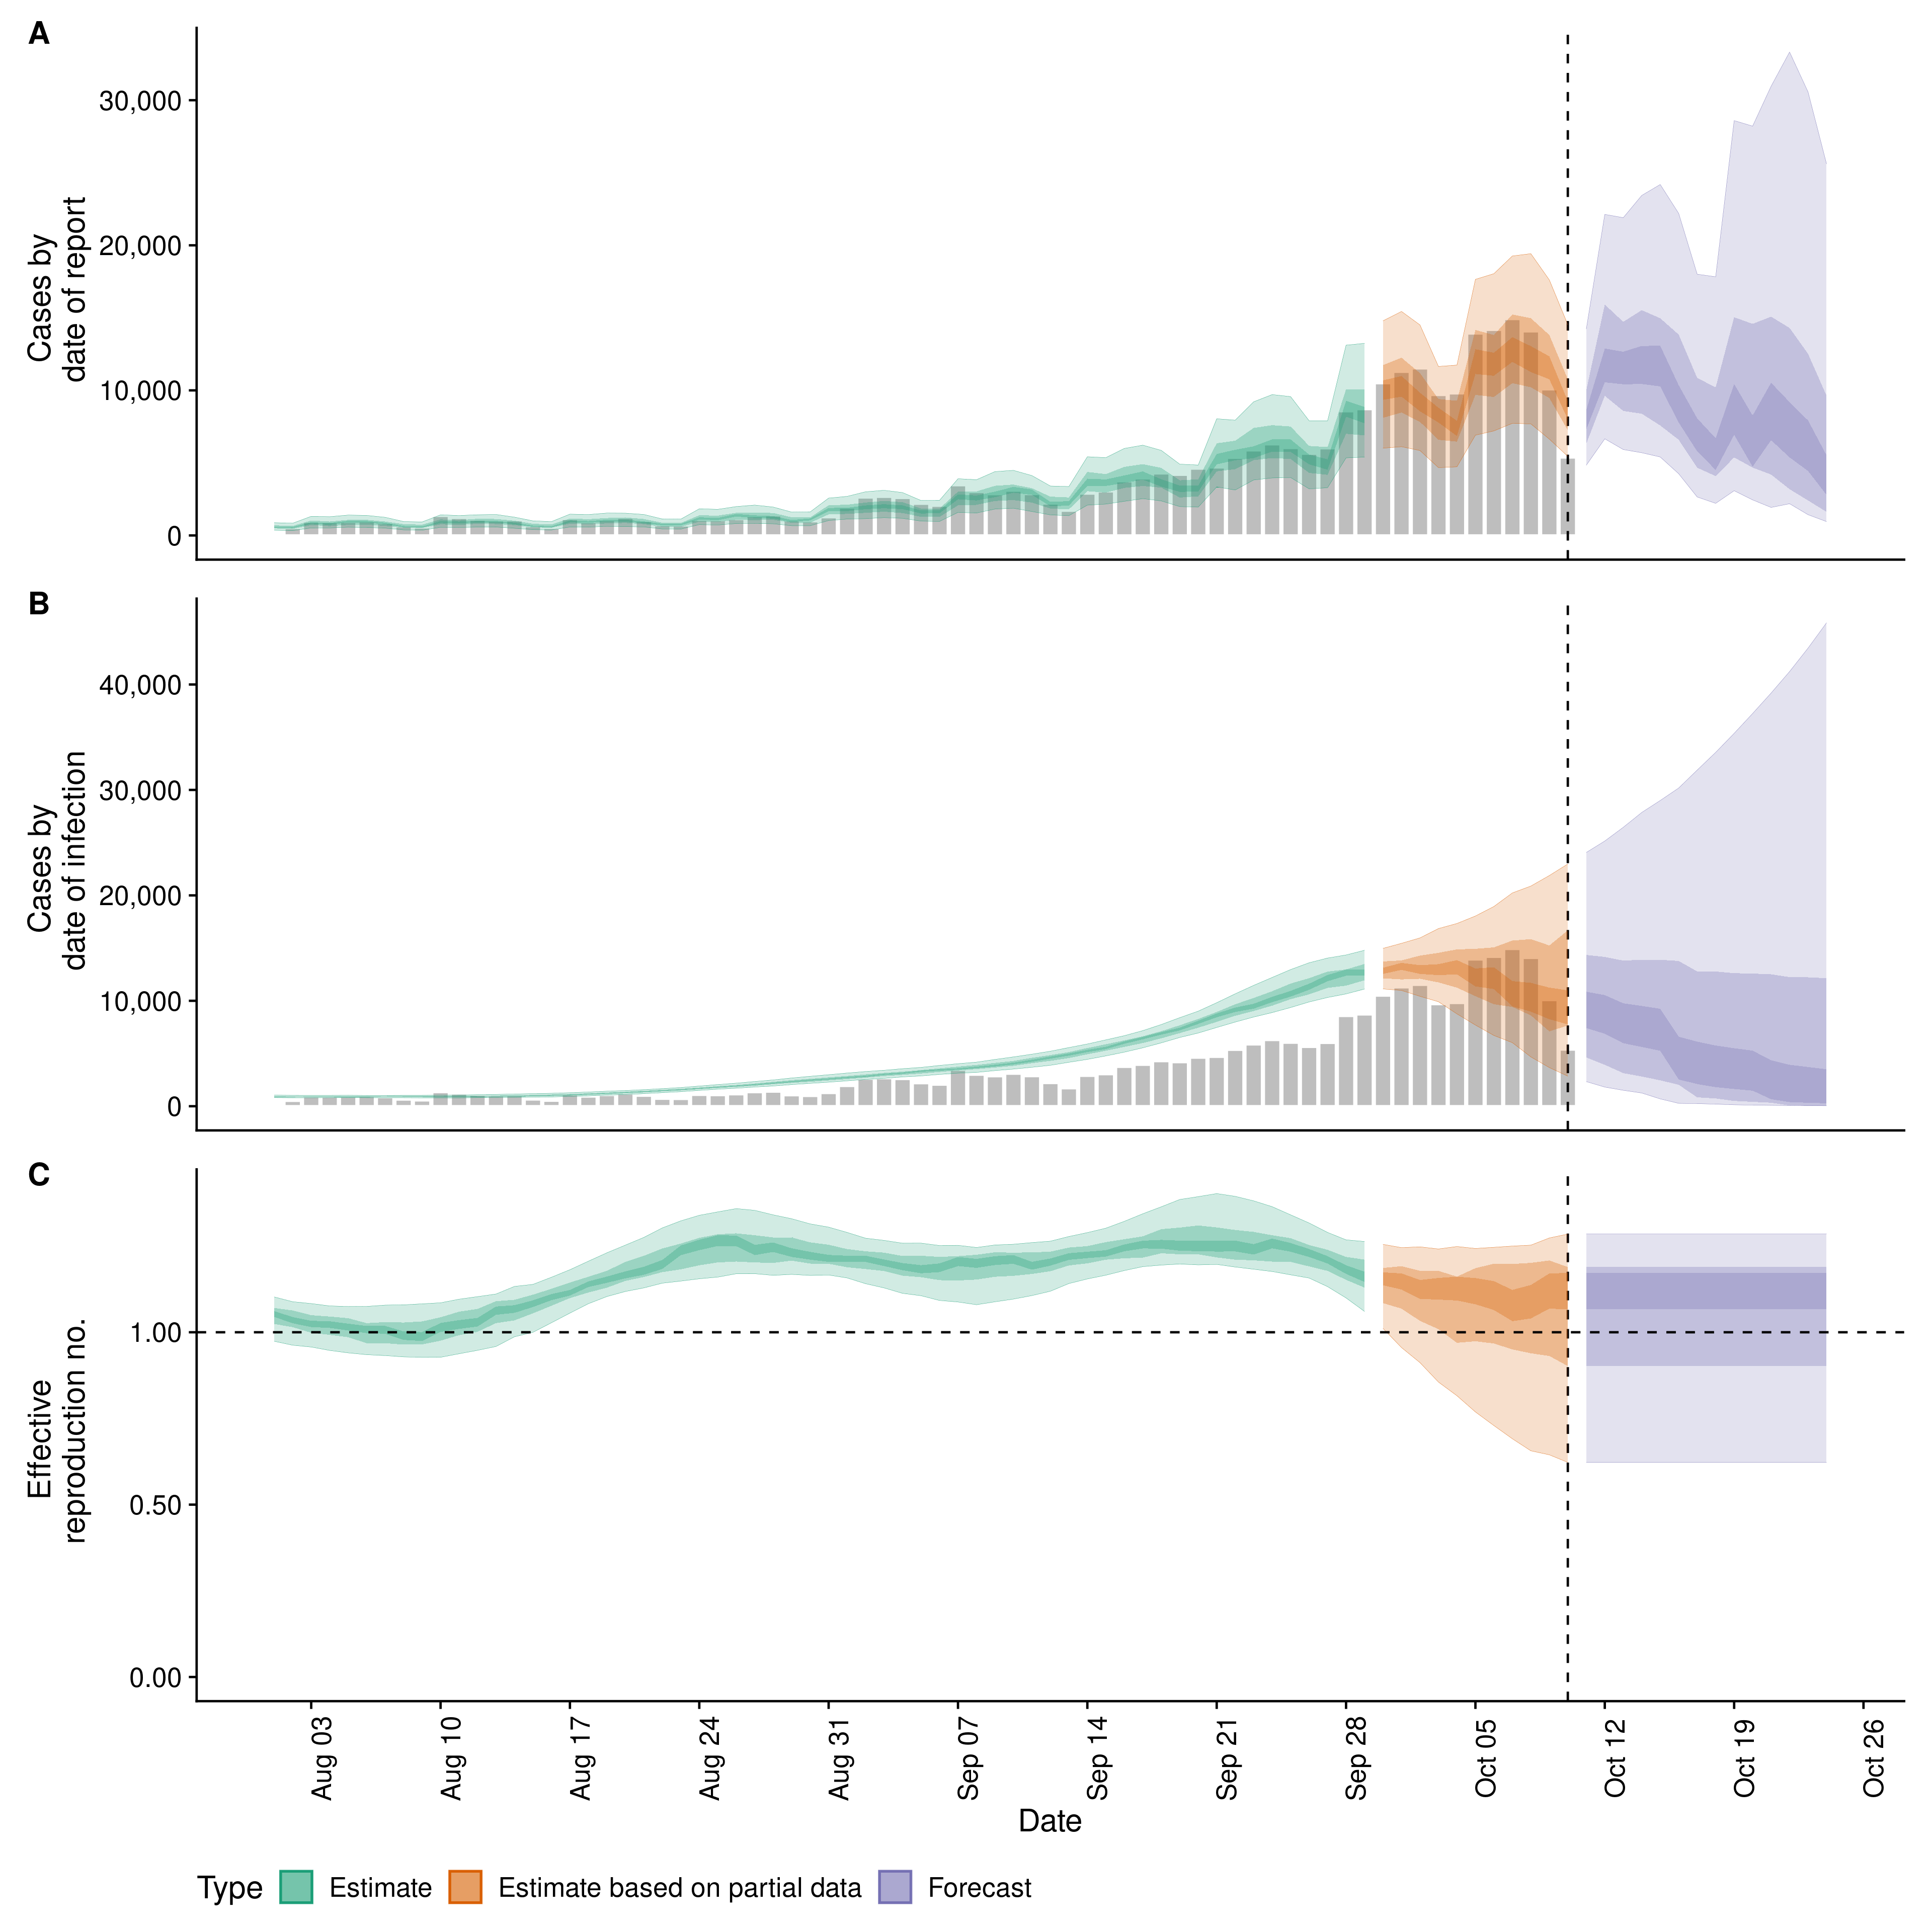 A
Cases by
date of report
30,000
20,000
10,000
0
B
Cases by
date of infection
40,000
30,000
20,000
10,000
0
C
Effective
reproduction no.
1.00
0.50
0.00
Aug 03
Aug 10
Aug 17
Aug 24
Aug 31
Sep 07
Sep 14
Sep 21
Sep 28
Oct 05
Oct 12
Oct 19
Oct 26
Date
Type Estimate Estimate based on partial data Forecast